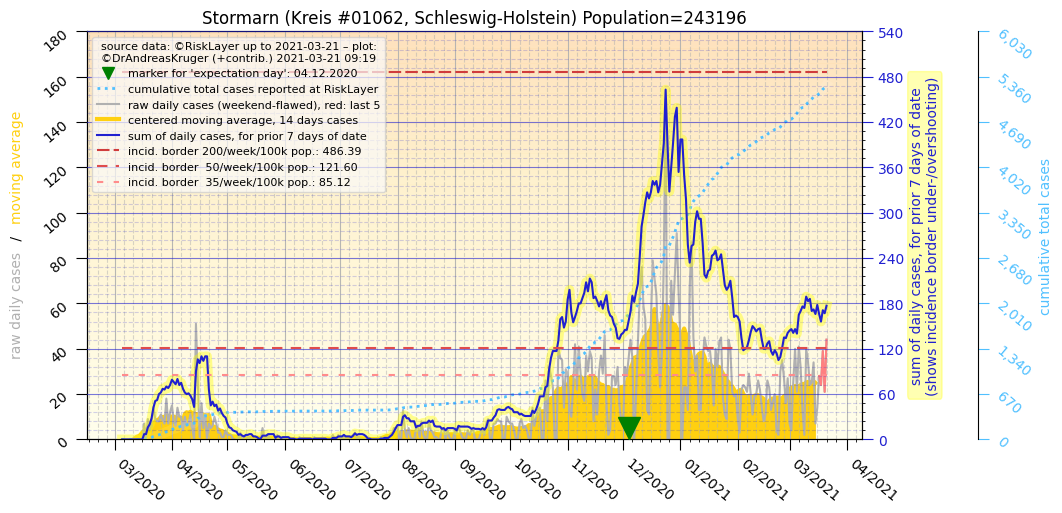 Stormarn (Kreis #01062, Schleswig-Holstein) Population=243196
source data: ©RiskLayer up to 2021-03-21 – plot:
©DrAndreasKruger (+contrib.) 2021-03-21 09:19
marker for 'expectation day': 04.12.2020
cumulative total cases reported at RiskLayer
raw daily cases (weekend-flawed), red: last 5
centered moving average, 14 days cases
sum of daily cases, for prior 7 days of date
incid. border 200/week/100k pop.: 486.39
incid. border  50/week/100k pop.: 121.60
incid. border  35/week/100k pop.: 85.12
raw daily cases  /  moving average
180
160
140
120
100
80
60
40
20
0
03/2020
04/2020
05/2020
06/2020
07/2020
08/2020
09/2020
10/2020
11/2020
12/2020
01/2021
02/2021
03/2021
04/2021
540
480
420
360
300
240
180
120
60
0
sum of daily cases, for prior 7 days of date
(shows incidence border under-/overshooting)
6,030
5,360
4,690
4,020
3,350
2,680
2,010
1,340
670
0
cumulative total cases